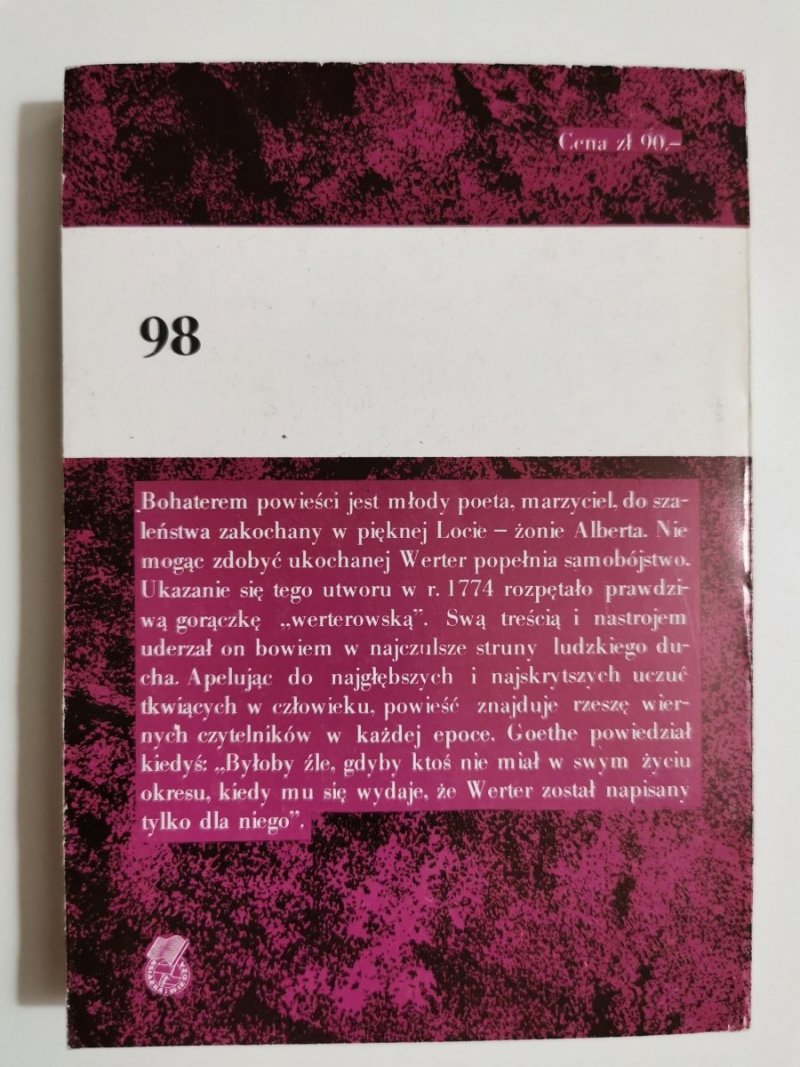 Cena zł 90,–
98
Bohaterem powieści jest młody poeta, marzyciel, do sza-
leństwa zakochany w pięknej Locie – żonie Alberta. Nie
mogąc zdobyć ukochanej Werter popełnia samobójstwo.
Ukazanie się tego utworu w r. 1774 rozpętało prawdzi-
wą gorączkę „werterowską”. Swą treścią i nastrojem
uderzał on bowiem w najczulsze struny ludzkiego du-
cha. Apelując do najgłębszych i najskrytszych uczuć
tkwiących w człowieku, powieść znajduje rzeszę wier-
nych czytelników w każdej epoce. Goethe powiedział
kiedyś: „Byłoby źle, gdyby ktoś nie miał w swym życiu
okresu, kiedy mu się wydaje, że Werter został napisany
tylko dla niego”.
KSIĄŻKA I WIEDZA